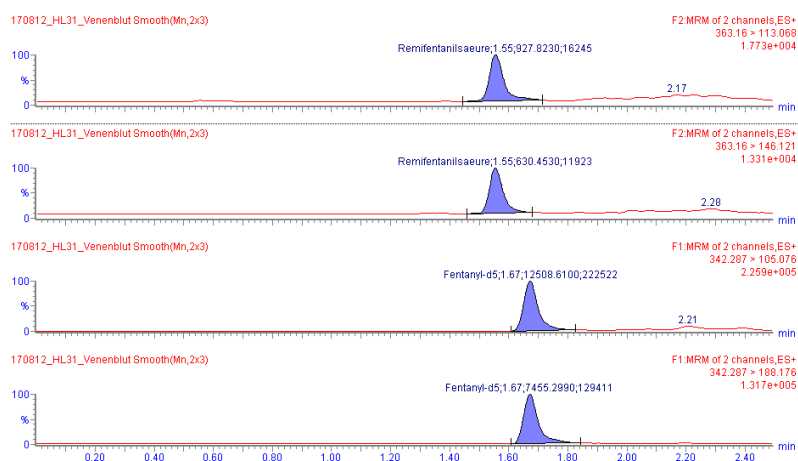 170812_HL31_Venenblut Smooth(Mn,2x3)
F2:MRM of 2 channels,ES+
363.16 > 113.068
1.773e+004
Remifentanilsaeure;1.55;927.8230;16245
100
%
0
2.17
min
170812_HL31_Venenblut Smooth(Mn,2x3)
F2:MRM of 2 channels,ES+
363.16 > 146.121
1.331e+004
Remifentanilsaeure;1.55;630.4530;11923
100
%
0
2.28
min
170812_HL31_Venenblut Smooth(Mn,2x3)
F1:MRM of 2 channels,ES+
342.287 > 105.076
2.259e+005
Fentanyl-d5;1.67;12508.6100;222522
100
%
0
2.21
min
170812_HL31_Venenblut Smooth(Mn,2x3)
F1:MRM of 2 channels,ES+
342.287 > 188.176
1.317e+005
Fentanyl-d5;1.67;7455.2990;129411
100
%
0
min
0.20 0.40 0.60 0.80 1.00 1.20 1.40 1.60 1.80 2.00 2.20 2.40